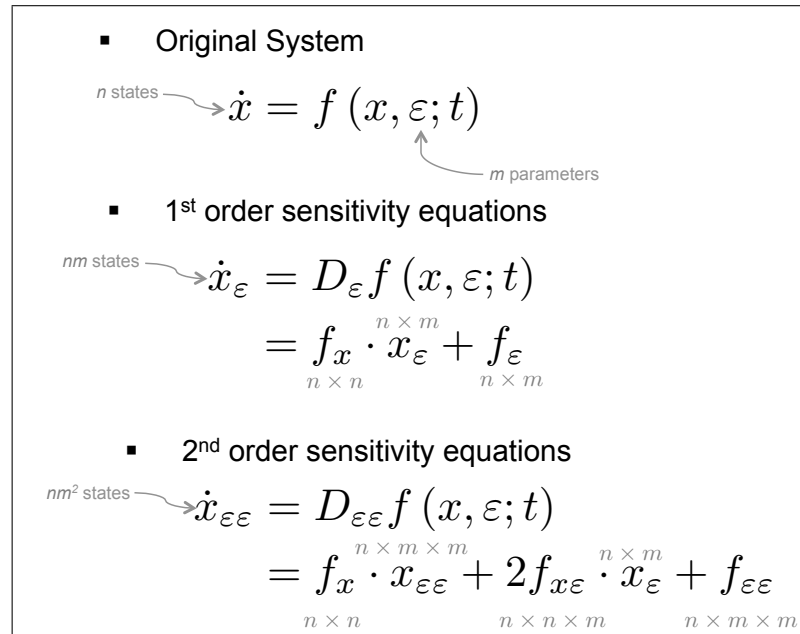 ▪ Original System
n states
ẋ = f (x, ε; t)
m parameters
▪ 1st order sensitivity equations
nm states
ẋ_ε = D_ε f (x, ε; t)
n × m
= f_x · x_ε + f_ε
n × n n × m
▪ 2nd order sensitivity equations
nm² states
ẋ_εε = D_εε f (x, ε; t)
n × m × m n × m
= f_x · x_εε + 2f_xε · x_ε + f_εε
n × n n × n × m n × m × m